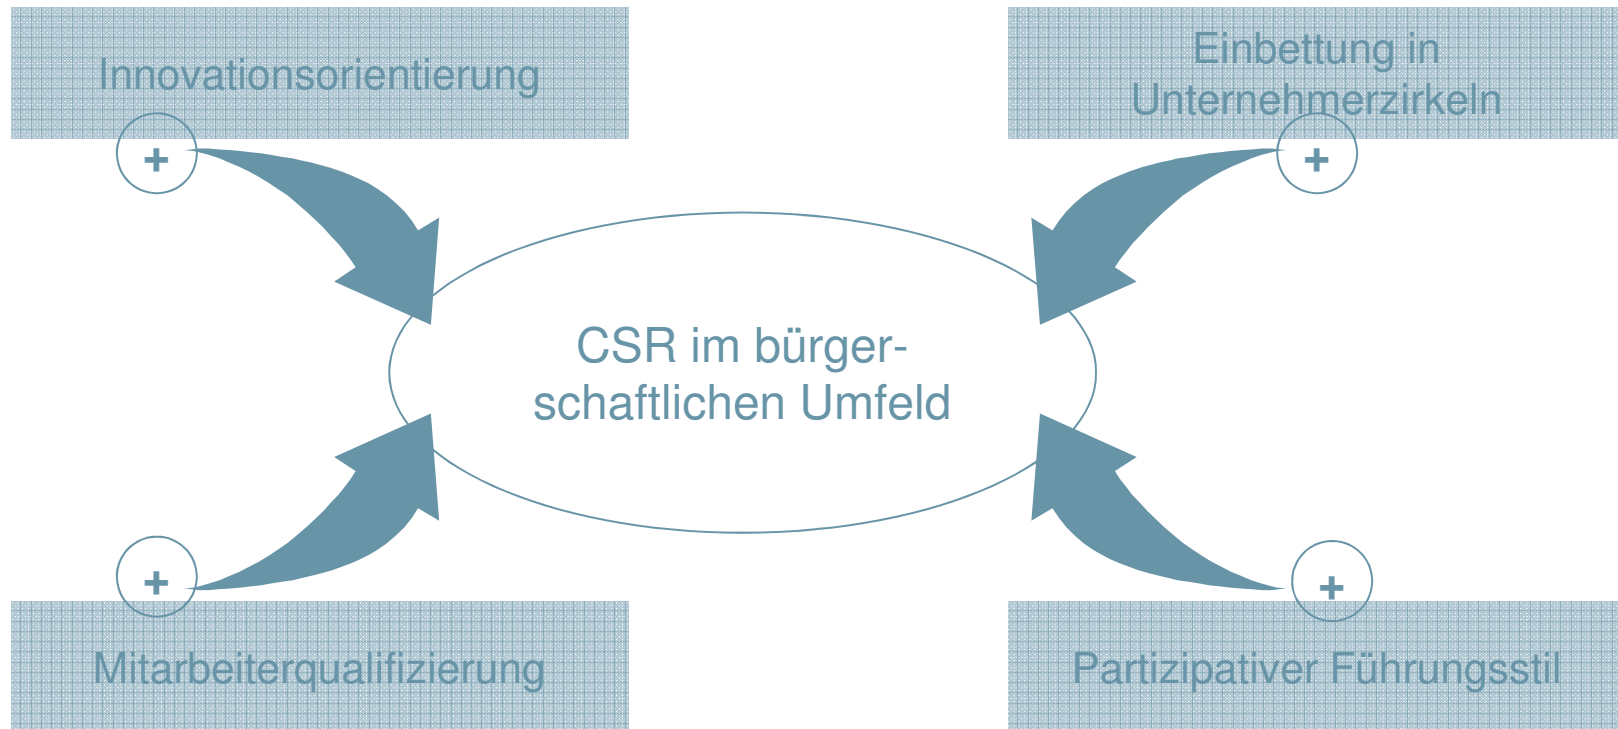 Innovationsorientierung
Einbettung in
Unternehmerzirkeln
+
+
CSR im bürger-
schaftlichen Umfeld
+
+
Mitarbeiterqualifizierung
Partizipativer Führungsstil